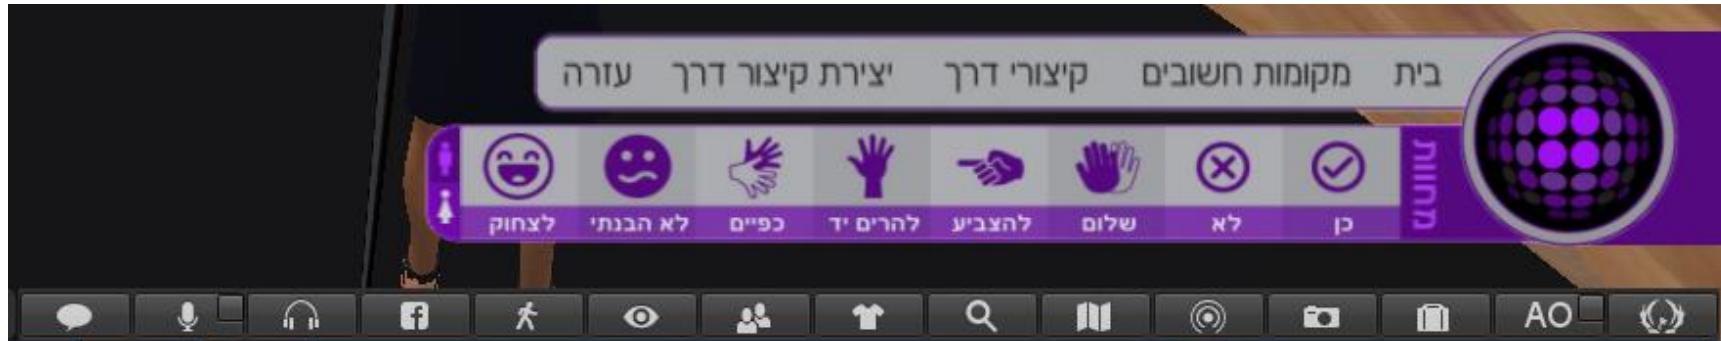 בית מקומות חשובים קיצורי דרך יצירת קיצור דרך עזרה
מחוות
כן לא שלום להצביע להרים יד כפיים לא הבנתי לצחוק
AO